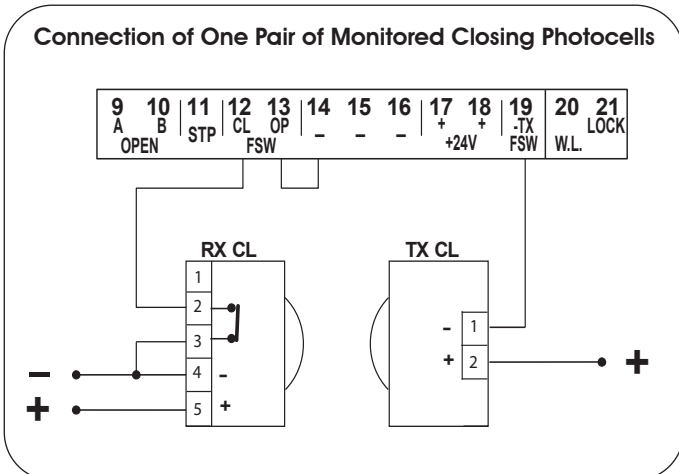 Connection of One Pair of Monitored Closing Photocells
9 10 11 12 13 14 15 16 17 18 19 20 21
A B STP CL OP - - - + + -TX LOCK
OPEN FSW +24V FSW W.L.
RX CL TX CL
1
2
3
4 -
5 +
- 1
+ 2
-
+
+